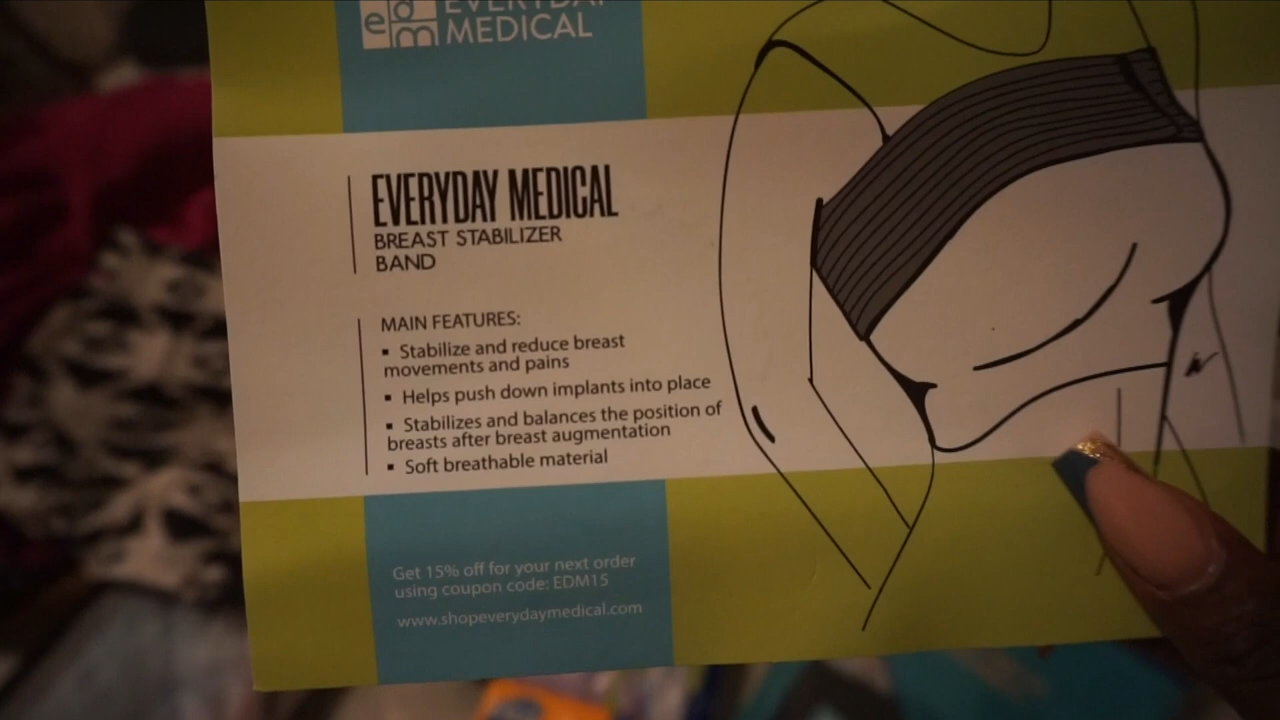 edm
EVERYDAY
MEDICAL
EVERYDAY MEDICAL
BREAST STABILIZER
BAND
MAIN FEATURES:
▪ Stabilize and reduce breast
movements and pains
▪ Helps push down implants into place
▪ Stabilizes and balances the position of
breasts after breast augmentation
▪ Soft breathable material
Get 15% off for your next order
using coupon code: EDM15
www.shopeverydaymedical.com